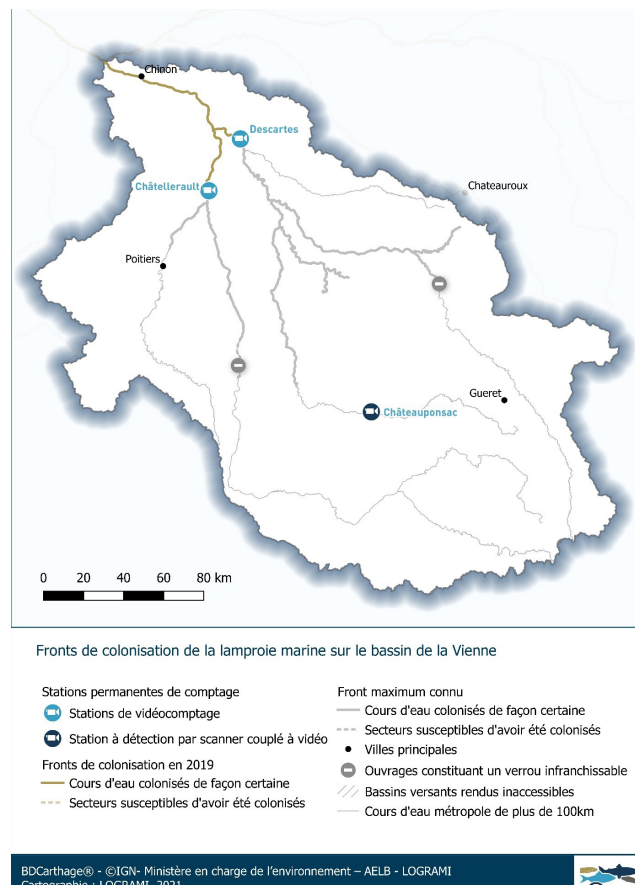 Chinon
Descartes
Châtellerault
Chateauroux
Poitiers
Gueret
Châteauponsac
0 20 40 60 80 km
Fronts de colonisation de la lamproie marine sur le bassin de la Vienne
Stations permanentes de comptage
Stations de vidéocomptage
Station à détection par scanner couplé à vidéo
Fronts de colonisation en 2019
Cours d'eau colonisés de façon certaine
Secteurs susceptibles d'avoir été colonisés
Front maximum connu
Cours d'eau colonisés de façon certaine
Secteurs susceptibles d'avoir été colonisés
Villes principales
Ouvrages constituant un verrou infranchissable
Bassins versants rendus inaccessibles
Cours d'eau métropole de plus de 100km
BDCarthage® - ©IGN- Ministère en charge de l'environnement – AELB - LOGRAMI
Cartographie : LOGRAMI, 2021